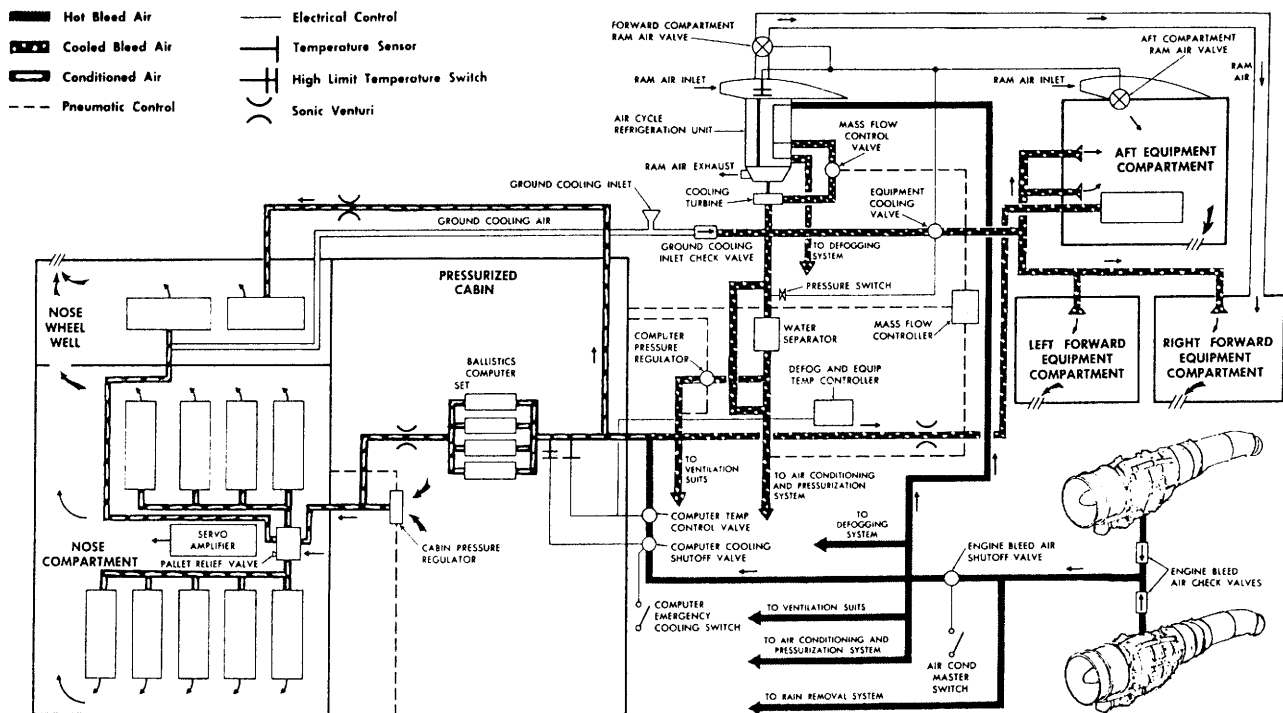 Hot Bleed Air
Cooled Bleed Air
Conditioned Air
Pneumatic Control
Electrical Control
Temperature Sensor
High Limit Temperature Switch
Sonic Venturi
FORWARD COMPARTMENT
RAM AIR VALVE
AFT COMPARTMENT
RAM AIR VALVE
RAM
AIR
RAM AIR INLET
RAM AIR INLET
AIR CYCLE
REFRIGERATION UNIT
MASS FLOW
CONTROL
VALVE
AFT EQUIPMENT
COMPARTMENT
RAM AIR EXHAUST
COOLING
TURBINE
EQUIPMENT
COOLING
VALVE
GROUND COOLING INLET
GROUND COOLING AIR
GROUND COOLING
INLET CHECK VALVE
TO DEFOGGING
SYSTEM
PRESSURIZED
CABIN
PRESSURE SWITCH
NOSE
WHEEL
WELL
WATER
SEPARATOR
MASS FLOW
CONTROLLER
COMPUTER
PRESSURE
REGULATOR
LEFT FORWARD
EQUIPMENT
COMPARTMENT
RIGHT FORWARD
EQUIPMENT
COMPARTMENT
BALLISTICS
COMPUTER
SET
DEFOG AND EQUIP
TEMP CONTROLLER
TO
VENTILATION
SUITS
TO AIR CONDITIONING
AND PRESSURIZATION
SYSTEM
COMPUTER TEMP
CONTROL VALVE
TO
DEFOGGING
SYSTEM
SERVO
AMPLIFIER
PALLET RELIEF VALVE
NOSE
COMPARTMENT
CABIN PRESSURE
REGULATOR
COMPUTER COOLING
SHUTOFF VALVE
ENGINE BLEED AIR
SHUTOFF VALVE
ENGINE BLEED
AIR CHECK VALVES
COMPUTER
EMERGENCY
COOLING SWITCH
TO VENTILATION SUITS
TO AIR CONDITIONING AND
PRESSURIZATION SYSTEM
AIR COND
MASTER
SWITCH
TO RAIN REMOVAL SYSTEM